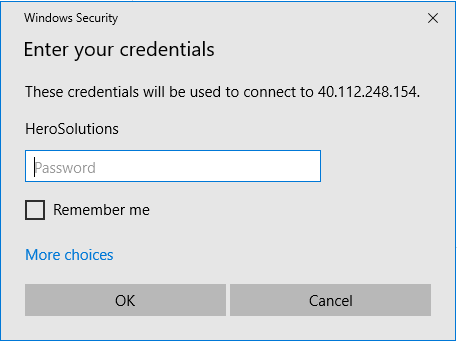 Windows Security
Enter your credentials
These credentials will be used to connect to 40.112.248.154.
HeroSolutions
Password
Remember me
More choices
OK
Cancel